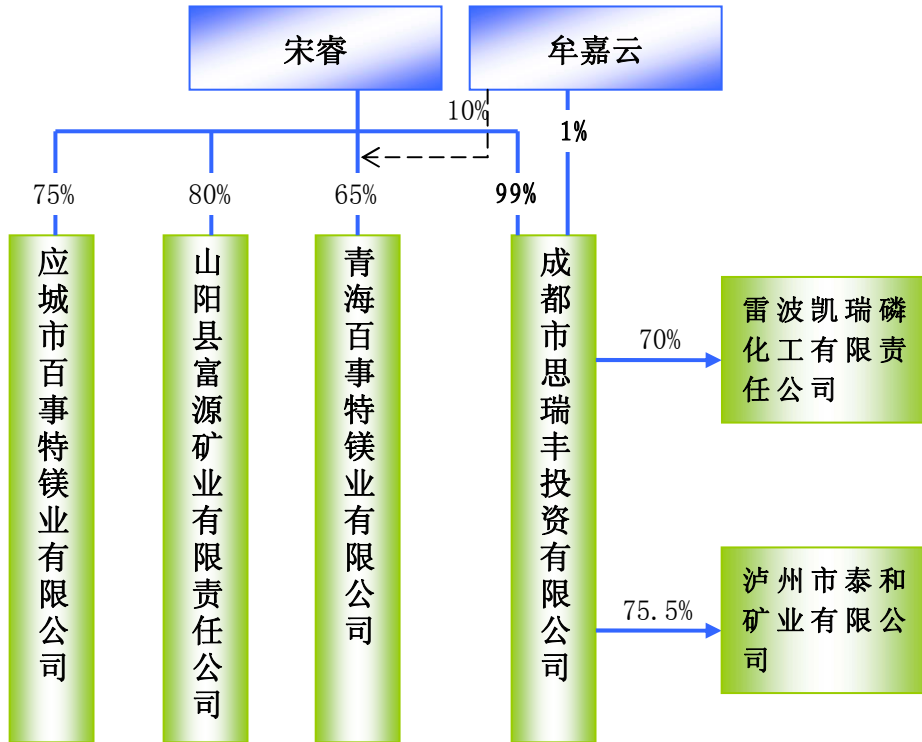 宋睿
牟嘉云
10%
1%
75%
80%
65%
99%
应城市百事特镁业有限公司
山阳县富源矿业有限责任公司
青海百事特镁业有限公司
成都市思瑞丰投资有限公司
70%
雷波凯瑞磷
化工有限责
任公司
75.5%
泸州市泰和
矿业有限公
司